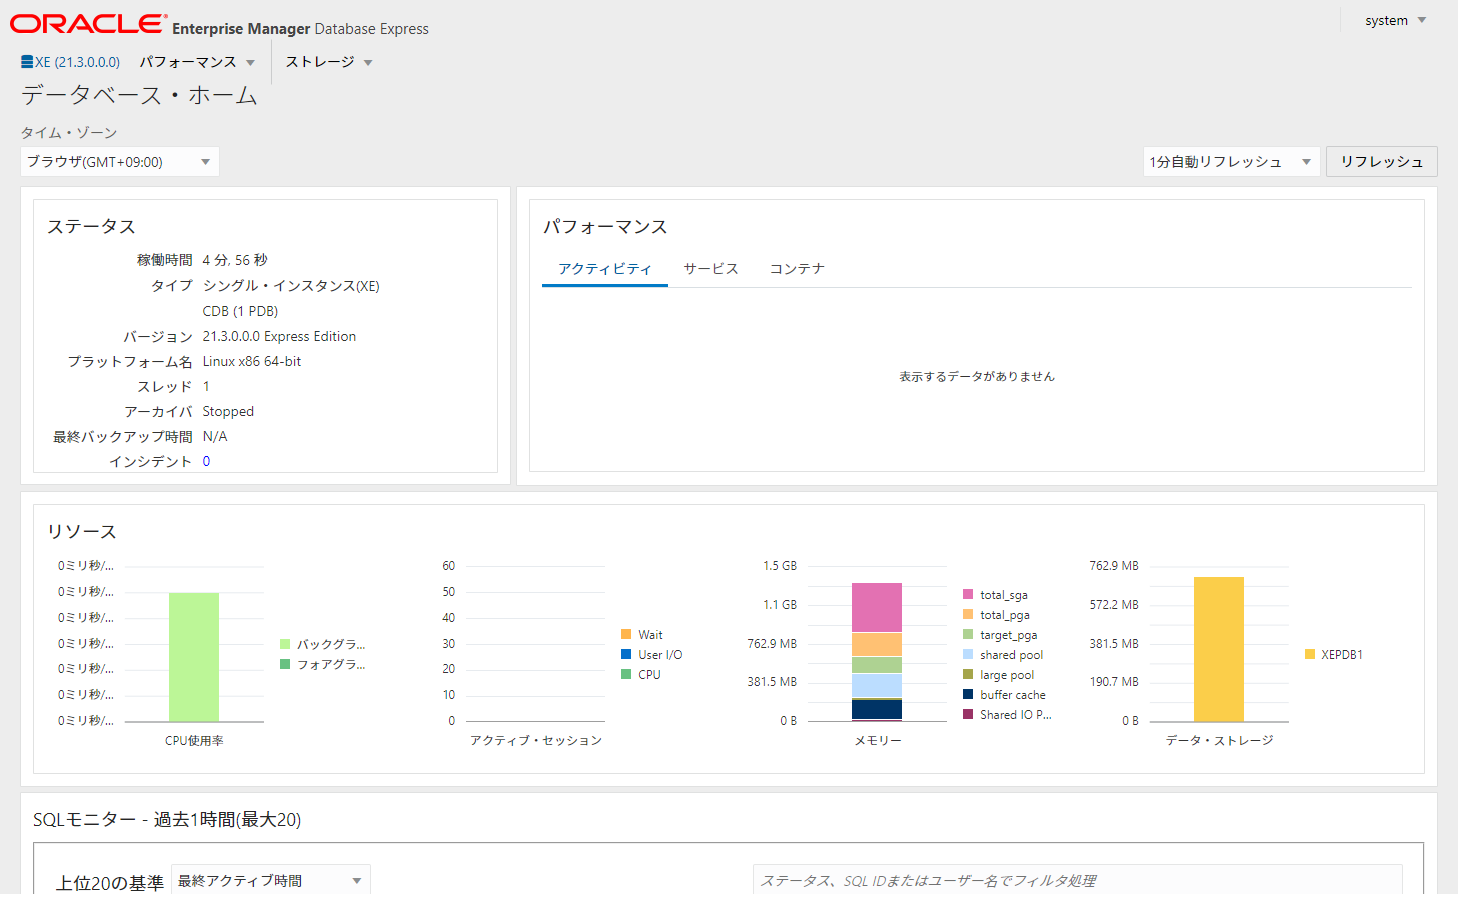 ORACLE Enterprise Manager Database Express
system
XE (21.3.0.0.0) パフォーマンス ストレージ
データベース・ホーム
タイム・ゾーン
ブラウザ(GMT+09:00)
1分自動リフレッシュ リフレッシュ
ステータス
稼働時間 4 分, 56 秒
タイプ シングル・インスタンス(XE)
CDB (1 PDB)
バージョン 21.3.0.0.0 Express Edition
プラットフォーム名 Linux x86 64-bit
スレッド 1
アーカイバ Stopped
最終バックアップ時間 N/A
インシデント 0
パフォーマンス
アクティビティ サービス コンテナ
表示するデータがありません
リソース
0ミリ秒/...
0ミリ秒/...
0ミリ秒/...
0ミリ秒/...
0ミリ秒/...
0ミリ秒/...
0ミリ秒/...
バックグラ...
フォアグラ...
CPU使用率
60
50
40
30
20
10
0
Wait
User I/O
CPU
アクティブ・セッション
1.5 GB
1.1 GB
762.9 MB
381.5 MB
0 B
total_sga
total_pga
target_pga
shared pool
large pool
buffer cache
Shared IO P...
メモリー
762.9 MB
572.2 MB
381.5 MB
190.7 MB
0 B
XEPDB1
データ・ストレージ
SQLモニター - 過去1時間(最大20)
上位20の基準 最終アクティブ時間
ステータス、SQL IDまたはユーザー名でフィルタ処理